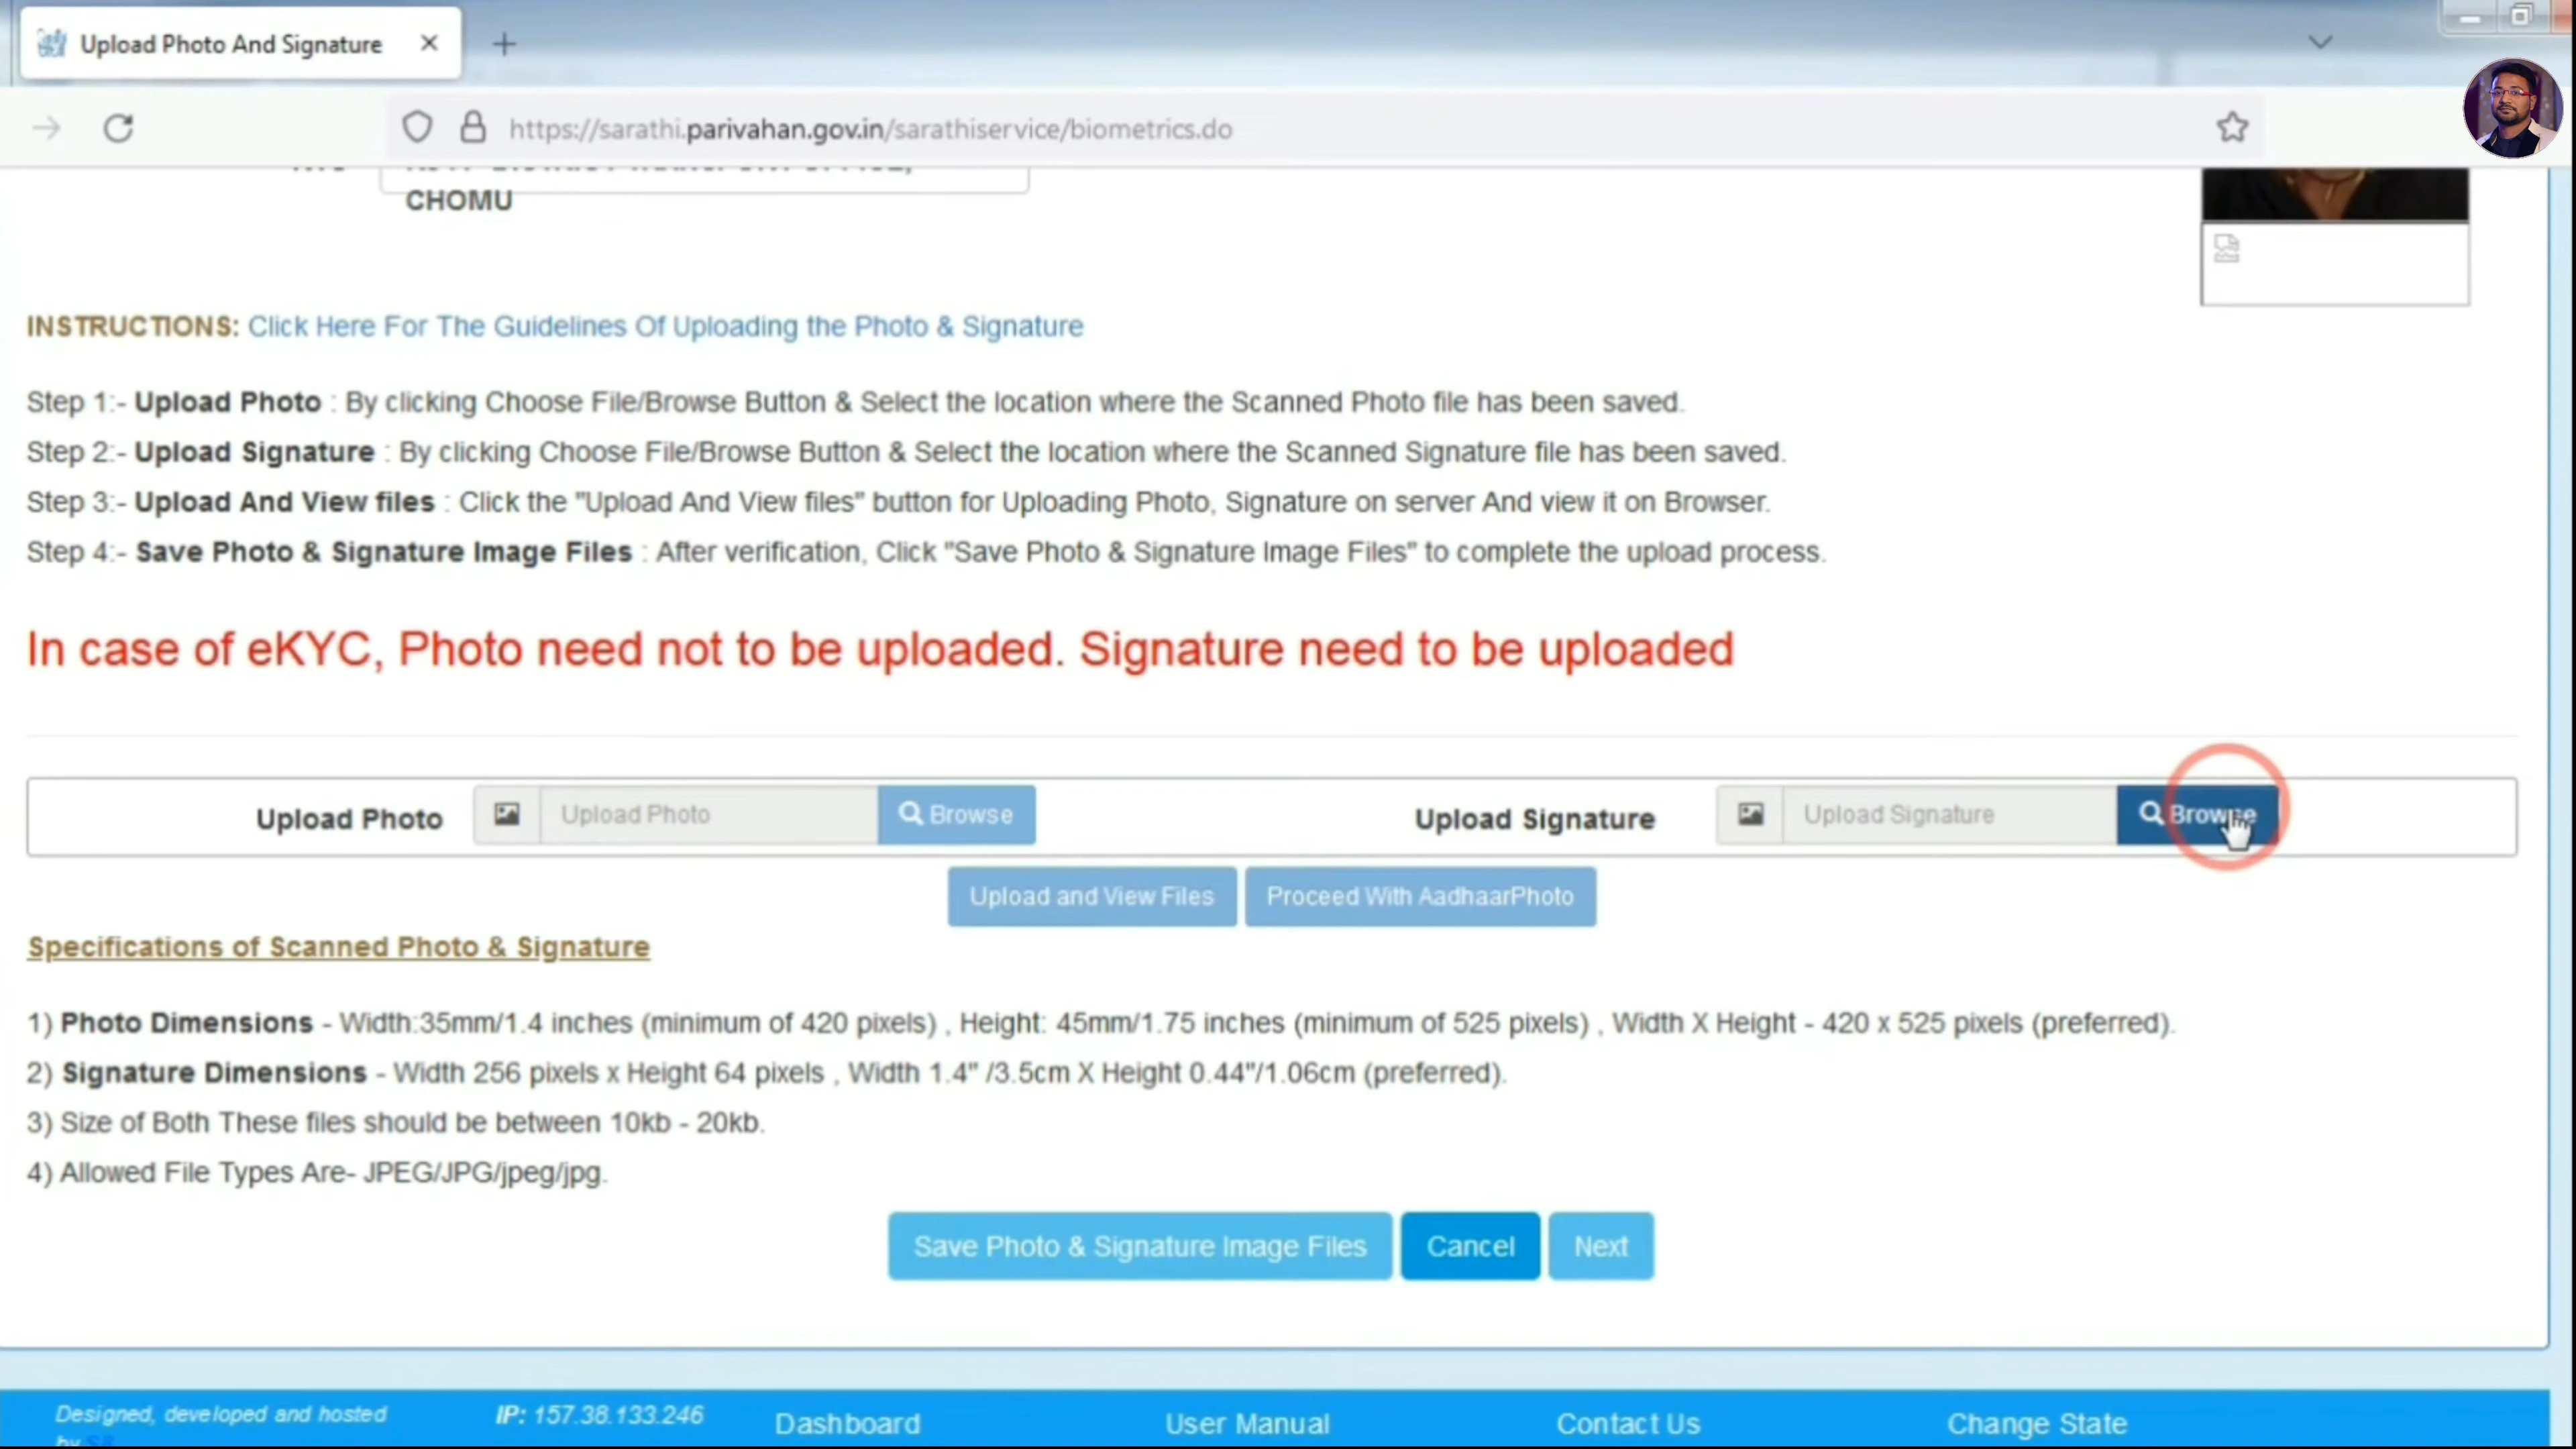 Upload Photo And Signature
https://sarathi.parivahan.gov.in/sarathiservice/biometrics.do
CHOMU
INSTRUCTIONS: Click Here For The Guidelines Of Uploading the Photo & Signature
Step 1:- Upload Photo : By clicking Choose File/Browse Button & Select the location where the Scanned Photo file has been saved.
Step 2:- Upload Signature : By clicking Choose File/Browse Button & Select the location where the Scanned Signature file has been saved.
Step 3:- Upload And View files : Click the "Upload And View files" button for Uploading Photo, Signature on server And view it on Browser.
Step 4:- Save Photo & Signature Image Files : After verification, Click "Save Photo & Signature Image Files" to complete the upload process.
In case of eKYC, Photo need not to be uploaded. Signature need to be uploaded
Upload Photo Upload Photo Browse Upload Signature Upload Signature Browse
Upload and View Files Proceed With AadhaarPhoto
Specifications of Scanned Photo & Signature
1) Photo Dimensions - Width:35mm/1.4 inches (minimum of 420 pixels) , Height: 45mm/1.75 inches (minimum of 525 pixels) , Width X Height - 420 x 525 pixels (preferred).
2) Signature Dimensions - Width 256 pixels x Height 64 pixels , Width 1.4" /3.5cm X Height 0.44"/1.06cm (preferred).
3) Size of Both These files should be between 10kb - 20kb.
4) Allowed File Types Are- JPEG/JPG/jpeg/jpg.
Save Photo & Signature Image Files Cancel Next
Designed, developed and hosted IP: 157.38.133.246 Dashboard User Manual Contact Us Change State
by